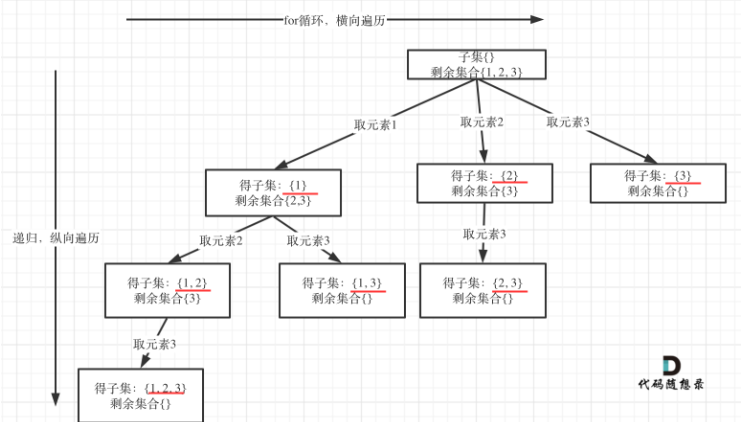 for循环，横向遍历
子集{}
剩余集合{1, 2, 3}
取元素1
取元素2
取元素3
得子集：{1}
剩余集合{2,3}
得子集：{2}
剩余集合{3}
得子集：{3}
剩余集合{}
递归，纵向遍历
取元素2
取元素3
取元素3
得子集：{1, 2}
剩余集合{3}
得子集：{1, 3}
剩余集合{}
得子集：{2, 3}
剩余集合{}
取元素3
得子集：{1, 2, 3}
剩余集合{}
代码随想录